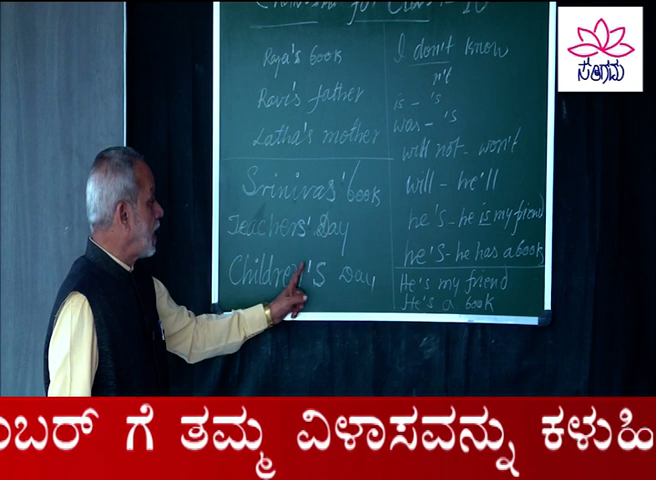 for Class - 10
Raja's book
Ravi's father
Latha's mother
Srinivas' book
Teachers' Day
Children's Day
I don't know
n't
is - 's
was - 's
will not - won't
will - he'll
he's - he is my friend
he's - he has a book
He's my friend
He's a book
ಸಹಿಗಮ
ಂಬರ್ ಗೆ ತಮ್ಮ ವಿಳಾಸವನ್ನು ಕಳುಹಿ